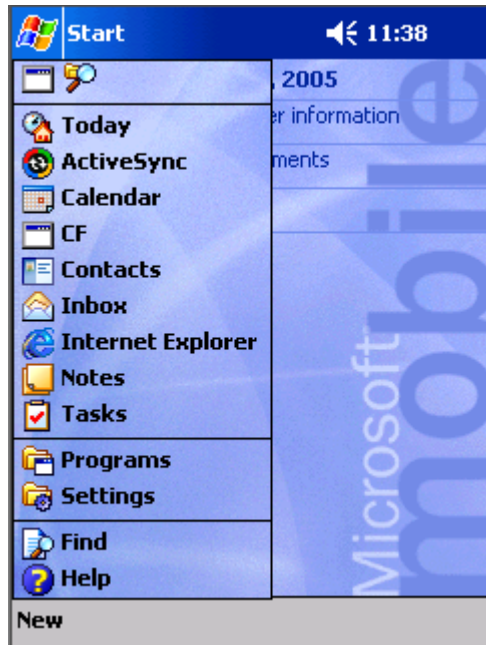 Start 11:38
, 2005
er information
ments
Today
ActiveSync
Calendar
CF
Contacts
Inbox
Internet Explorer
Notes
Tasks
Programs
Settings
Find
Help
Microsoft
mobile
New